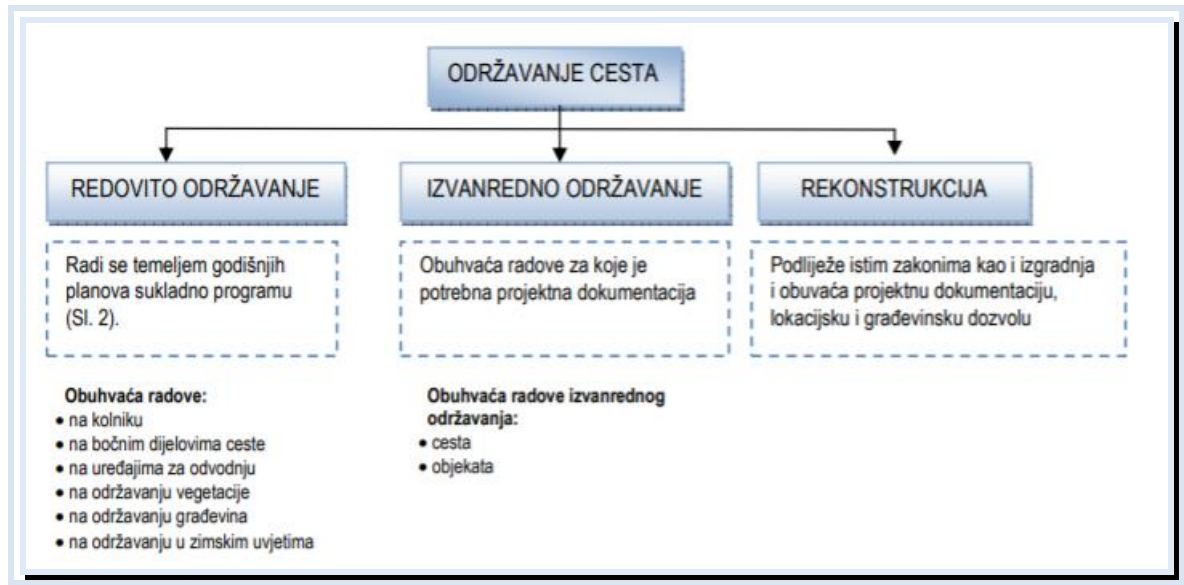 ODRŽAVANJE CESTA
REDOVITO ODRŽAVANJE
IZVANREDNO ODRŽAVANJE
REKONSTRUKCIJA
Radi se temeljem godišnjih
planova sukladno programu
(Sl. 2).
Obuhvaća radove za koje je
potrebna projektna dokumentacija
Podliježe istim zakonima kao i izgradnja
i obuvaća projektnu dokumentaciju,
lokacijsku i građevinsku dozvolu
Obuhvaća radove:
• na kolniku
• na bočnim dijelovima ceste
• na uređajima za odvodnju
• na održavanju vegetacije
• na održavanju građevina
• na održavanju u zimskim uvjetima
Obuhvaća radove izvanrednog
održavanja:
• cesta
• objekata